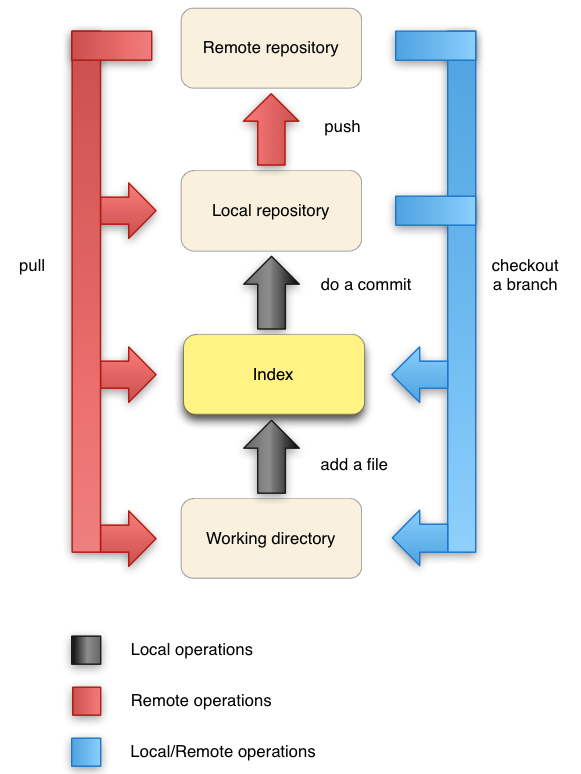 Remote repository
push
Local repository
pull
do a commit
checkout
a branch
Index
add a file
Working directory
Local operations
Remote operations
Local/Remote operations